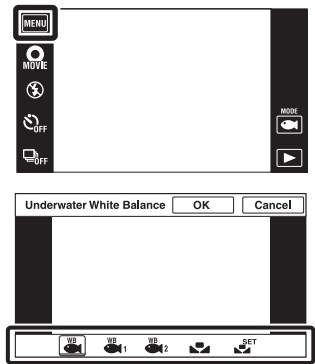 MENU
MOVIE
OFF
MODE
OFF
Underwater White Balance OK Cancel
WB WB 1 WB 2 SET